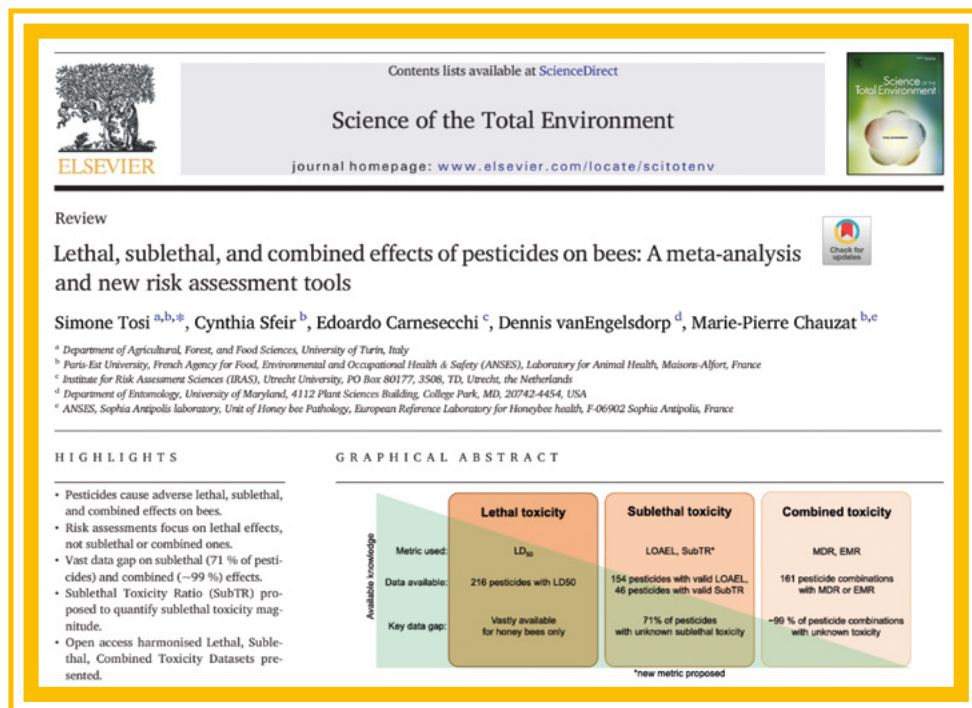 Contents lists available at ScienceDirect
Science of the Total Environment
journal homepage: www.elsevier.com/locate/scitotenv
ELSEVIER
Science OF THE
Total Environment
Review
Lethal, sublethal, and combined effects of pesticides on bees: A meta-analysis
and new risk assessment tools
Check for
updates
Simone Tosi a,b,*, Cynthia Sfeir b, Edoardo Carnesecchi c, Dennis vanEngelsdorp d, Marie-Pierre Chauzat b,e
a Department of Agricultural, Forest, and Food Sciences, University of Turin, Italy
b Paris-Est University, French Agency for Food, Environmental and Occupational Health & Safety (ANSES), Laboratory for Animal Health, Maisons-Alfort, France
c Institute for Risk Assessment Sciences (IRAS), Utrecht University, PO Box 80177, 3508, TD, Utrecht, the Netherlands
d Department of Entomology, University of Maryland, 4112 Plant Sciences Building, College Park, MD, 20742-4454, USA
e ANSES, Sophia Antipolis laboratory, Unit of Honey bee Pathology, European Reference Laboratory for Honeybee health, F-06902 Sophia Antipolis, France
HIGHLIGHTS
• Pesticides cause adverse lethal, sublethal,
and combined effects on bees.
• Risk assessments focus on lethal effects,
not sublethal or combined ones.
• Vast data gap on sublethal (71 % of pesti-
cides) and combined (~99 %) effects.
• Sublethal Toxicity Ratio (SubTR) pro-
posed to quantify sublethal toxicity mag-
nitude.
• Open access harmonised Lethal, Suble-
thal, Combined Toxicity Datasets pre-
sented.
GRAPHICAL ABSTRACT
Available knowledge
Lethal toxicity
Sublethal toxicity
Combined toxicity
Metric used:
LD50
LOAEL, SubTR*
MDR, EMR
Data available:
216 pesticides with LD50
154 pesticides with valid LOAEL,
46 pesticides with valid SubTR
161 pesticide combinations
with MDR or EMR
Key data gap:
Vastly available
for honey bees only
71% of pesticides
with unknown sublethal toxicity
~99 % of pesticide combinations
with unknown toxicity
*new metric proposed